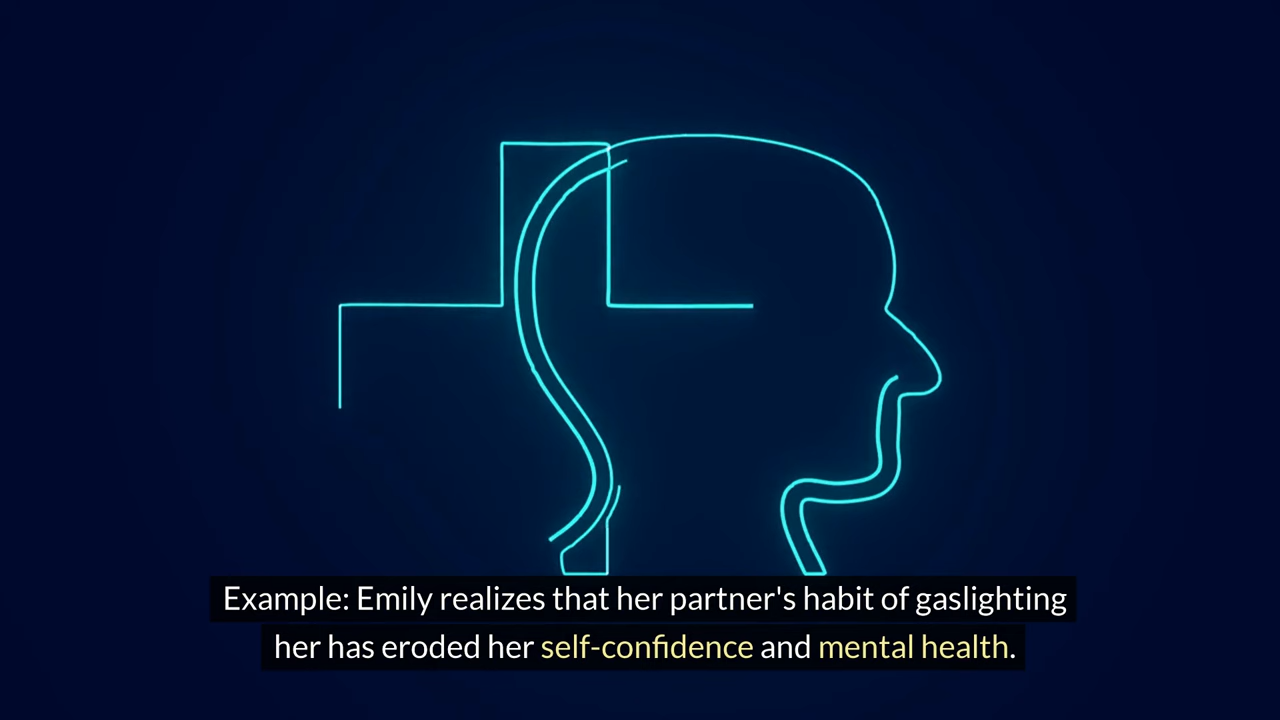 Example: Emily realizes that her partner's habit of gaslighting
her has eroded her self-confidence and mental health.